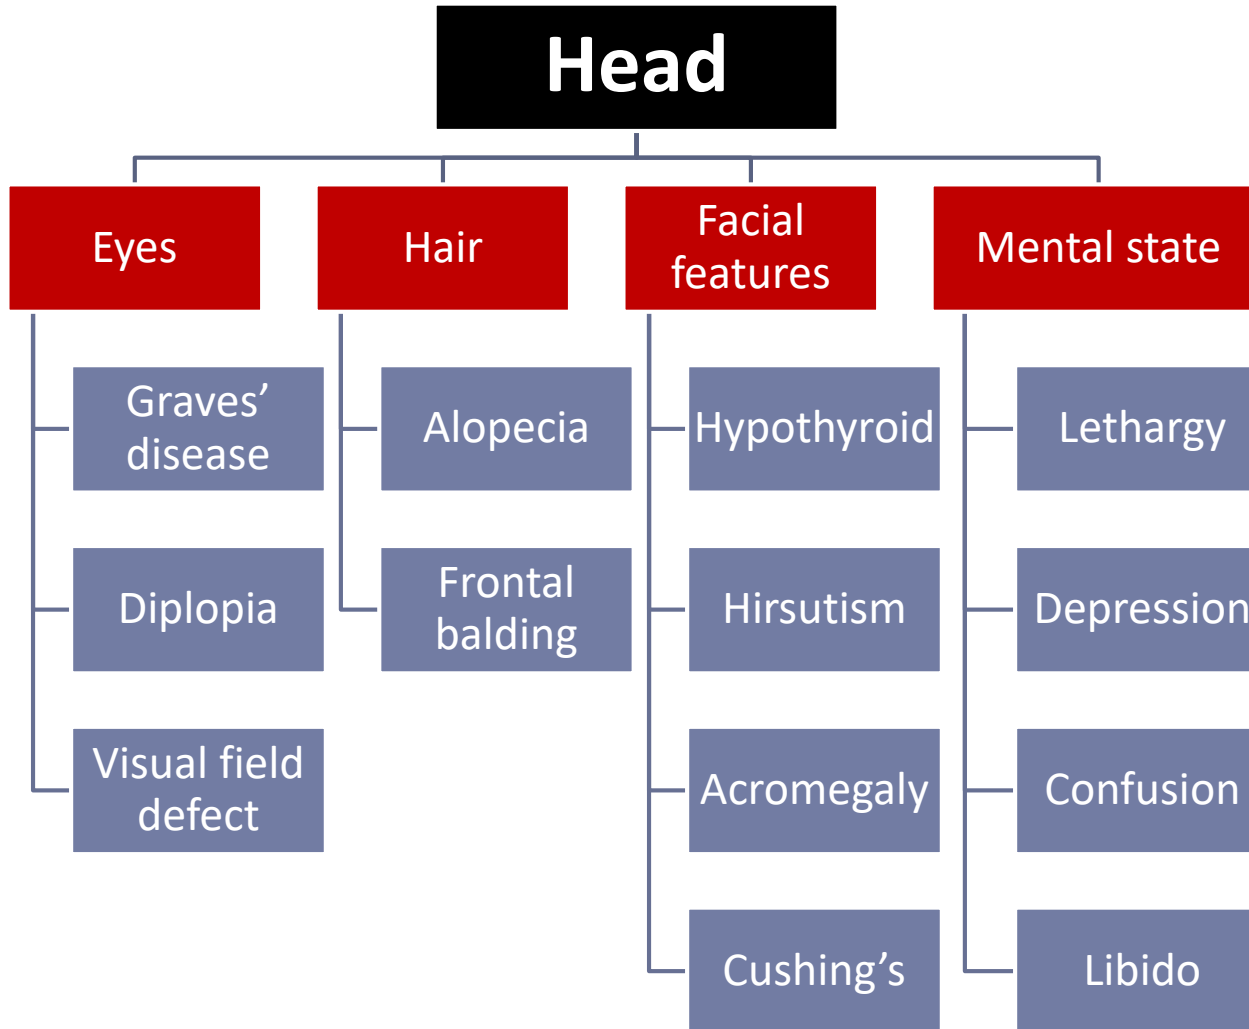 Head
Eyes
Graves’
disease
Diplopia
Visual field
defect
Hair
Alopecia
Frontal
balding
Facial
features
Hypothyroid
Hirsutism
Acromegaly
Cushing’s
Mental state
Lethargy
Depression
Confusion
Libido